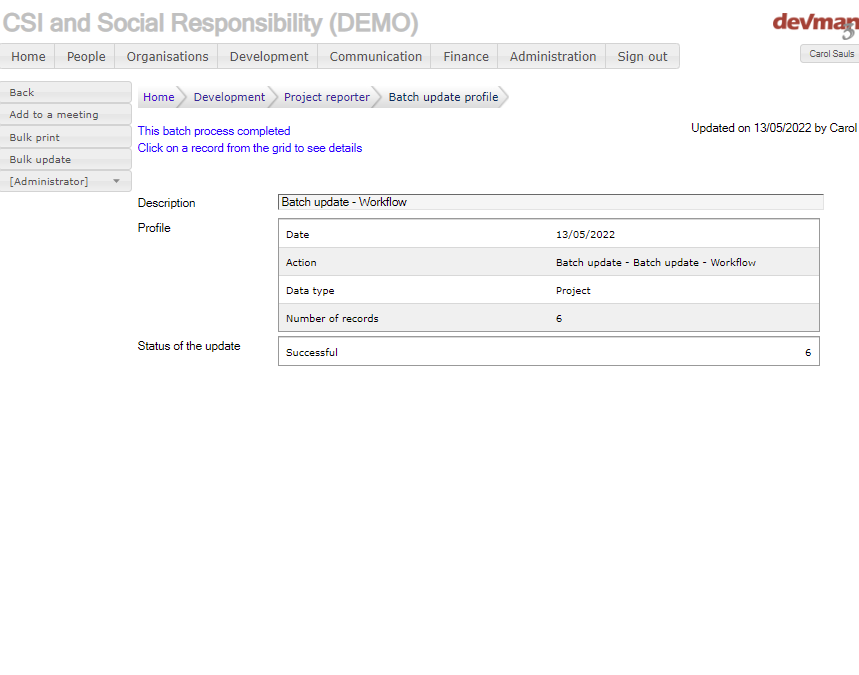 CSI and Social Responsibility (DEMO)
devman
3
Home People Organisations Development Communication Finance Administration Sign out
Carol Sauls
Back
Add to a meeting
Bulk print
Bulk update
[Administrator]
Home Development Project reporter Batch update profile
This batch process completed
Updated on 13/05/2022 by Carol
Click on a record from the grid to see details
Description
Batch update - Workflow
Profile
Date 13/05/2022
Action Batch update - Batch update - Workflow
Data type Project
Number of records 6
Status of the update
Successful 6